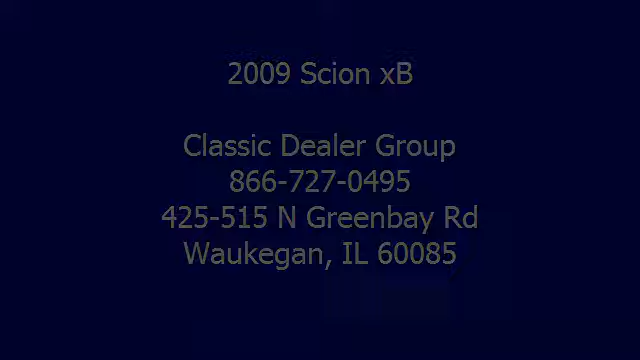 2009 Scion xB
Classic Dealer Group
866-727-0495
425-515 N Greenbay Rd
Waukegan, IL 60085